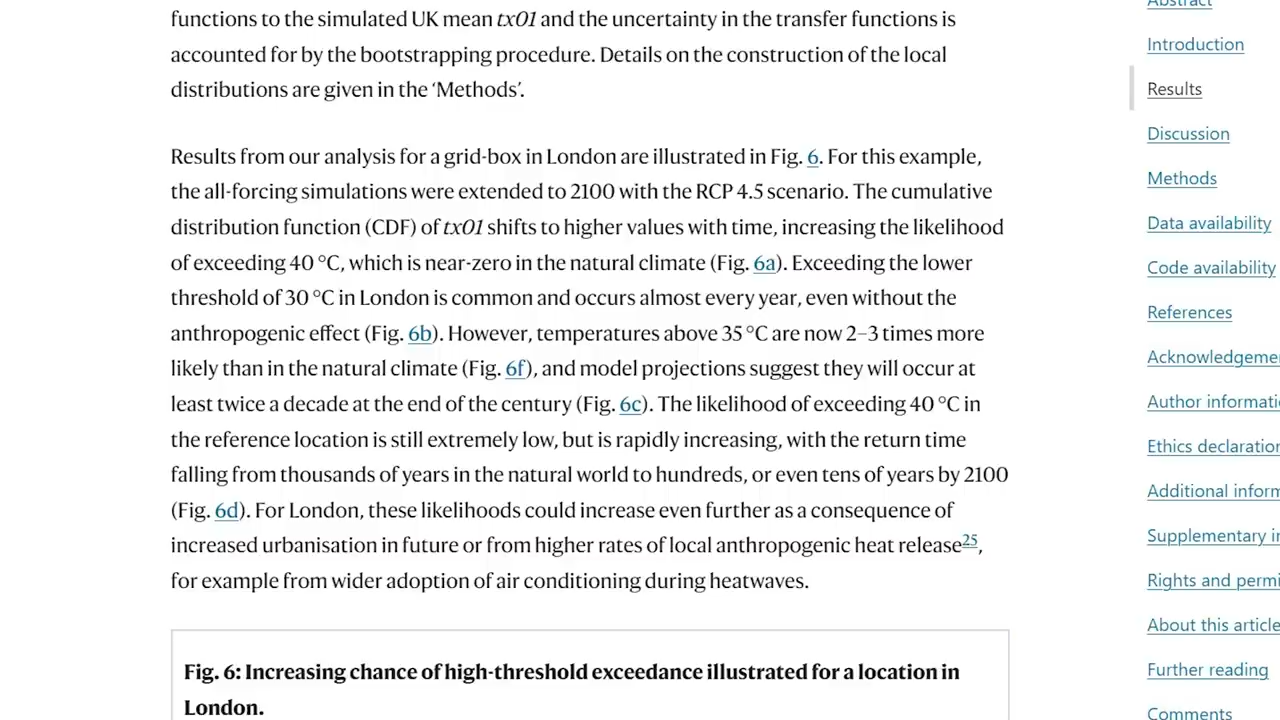 functions to the simulated UK mean tx01 and the uncertainty in the transfer functions is
accounted for by the bootstrapping procedure. Details on the construction of the local
distributions are given in the ‘Methods’.
Results from our analysis for a grid-box in London are illustrated in Fig. 6. For this example,
the all-forcing simulations were extended to 2100 with the RCP 4.5 scenario. The cumulative
distribution function (CDF) of tx01 shifts to higher values with time, increasing the likelihood
of exceeding 40 °C, which is near-zero in the natural climate (Fig. 6a). Exceeding the lower
threshold of 30 °C in London is common and occurs almost every year, even without the
anthropogenic effect (Fig. 6b). However, temperatures above 35 °C are now 2–3 times more
likely than in the natural climate (Fig. 6f), and model projections suggest they will occur at
least twice a decade at the end of the century (Fig. 6c). The likelihood of exceeding 40 °C in
the reference location is still extremely low, but is rapidly increasing, with the return time
falling from thousands of years in the natural world to hundreds, or even tens of years by 2100
(Fig. 6d). For London, these likelihoods could increase even further as a consequence of
increased urbanisation in future or from higher rates of local anthropogenic heat release25,
for example from wider adoption of air conditioning during heatwaves.
Fig. 6: Increasing chance of high-threshold exceedance illustrated for a location in
London.
Abstract
Introduction
Results
Discussion
Methods
Data availability
Code availability
References
Acknowledgeme
Author informati
Ethics declaration
Additional inform
Supplementary in
Rights and permi
About this article
Further reading
Comments